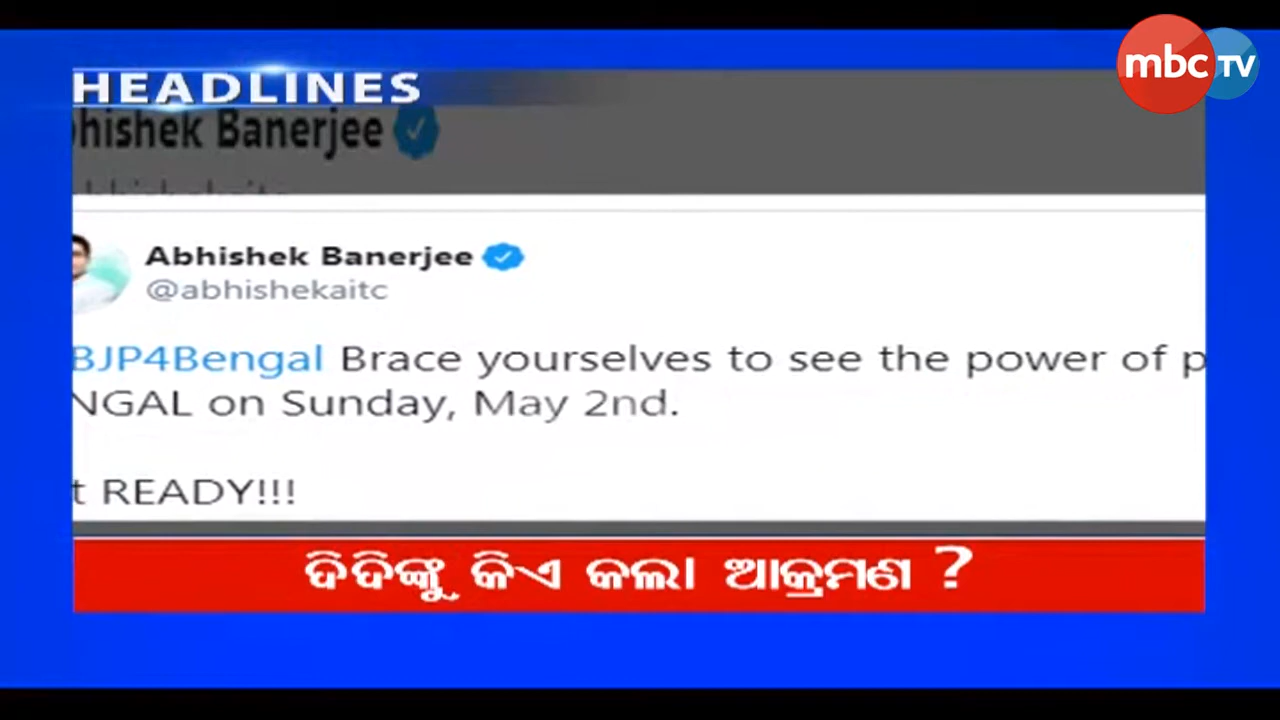 HEADLINES
mbc TV
hishek Banerjee
Abhishek Banerjee
@abhishekaitc
BJP4Bengal Brace yourselves to see the power of p
NGAL on Sunday, May 2nd.
t READY!!!
ଦିଦିଙ୍କୁ କିଏ କଲା ଆକ୍ରମଣ ?